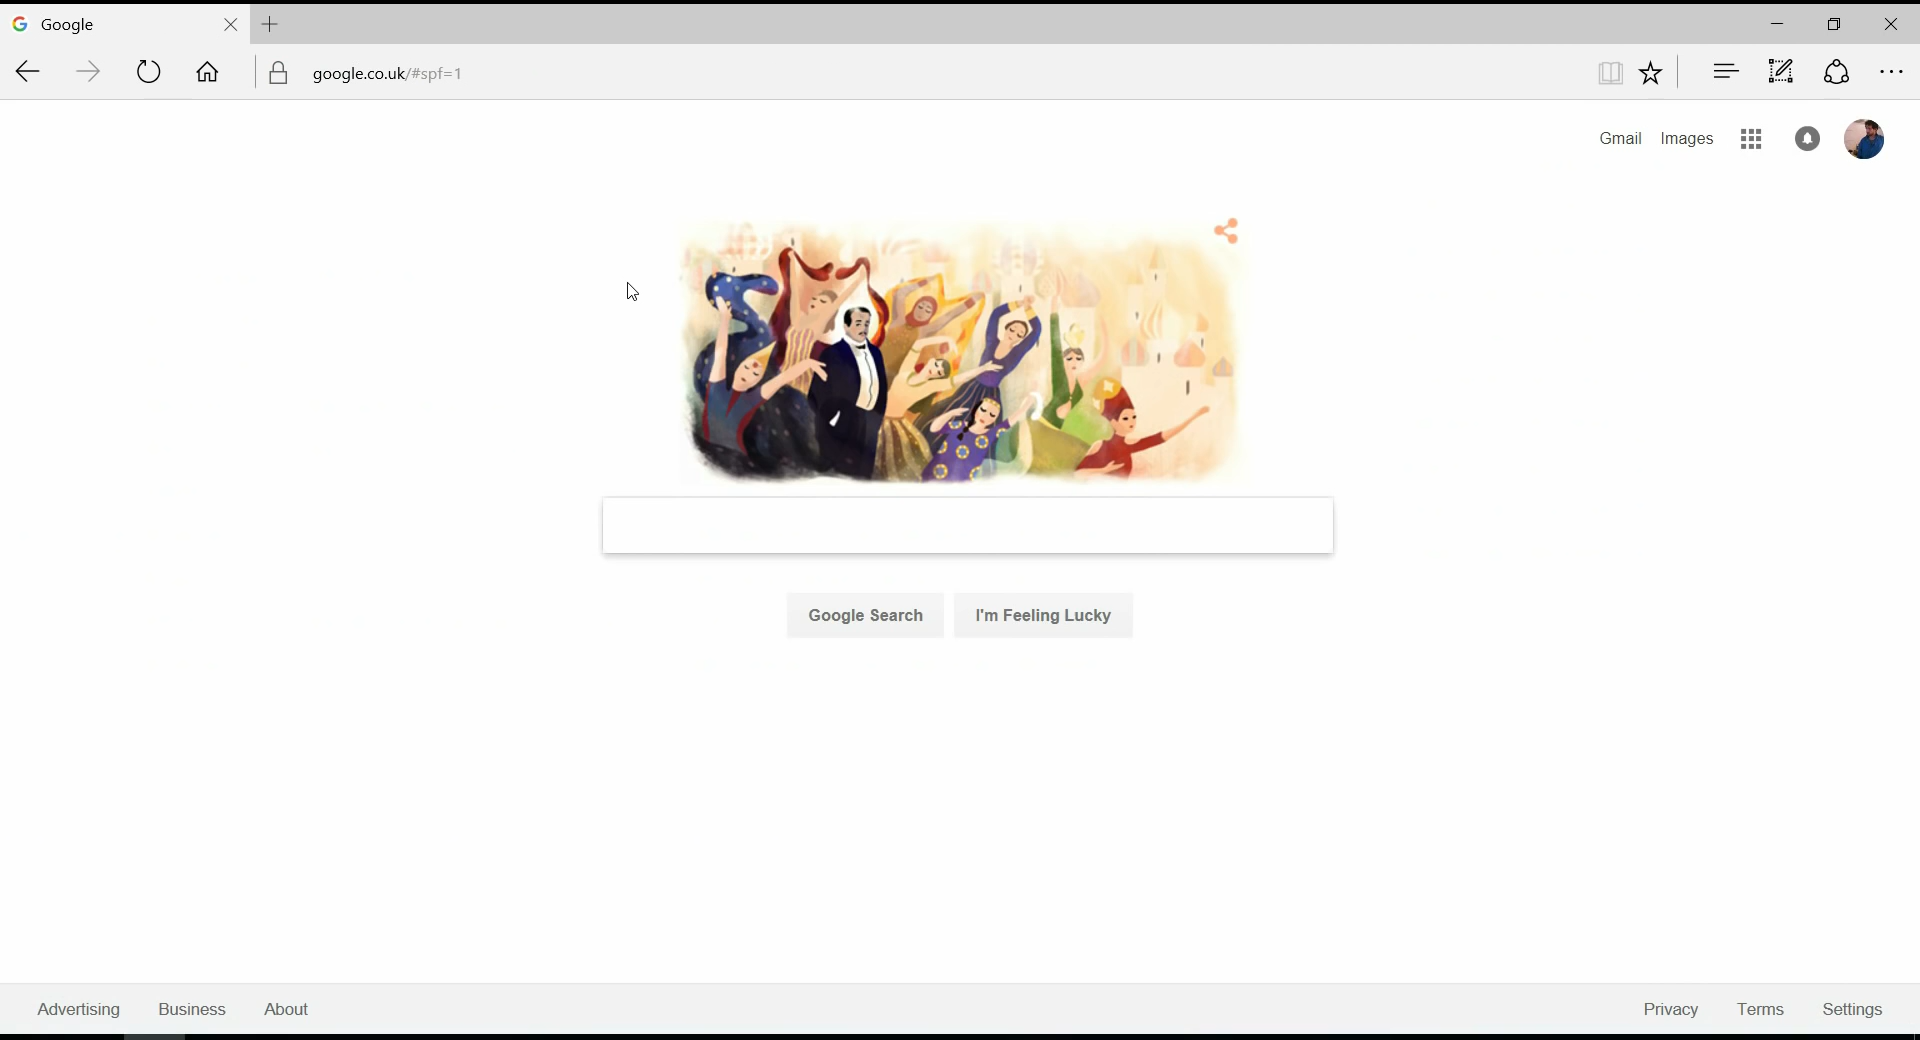 Google
google.co.uk/#spf=1
Gmail Images
Google Search I'm Feeling Lucky
Advertising Business About Privacy Terms Settings